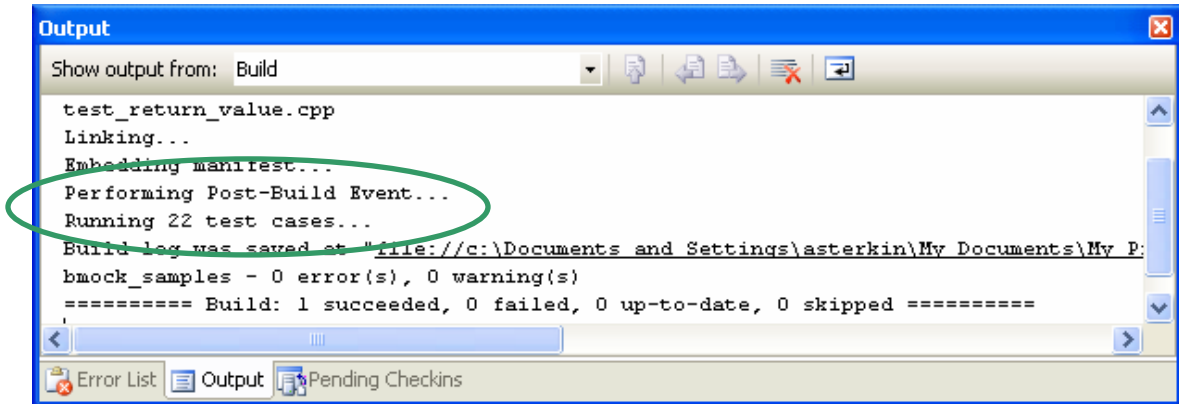 Output
Show output from: Build
test_return_value.cpp
Linking...
Embedding manifest...
Performing Post-Build Event...
Running 22 test cases...
Build log was saved at "file://c:\Documents and Settings\asterkin\My Documents\My P
bmock_samples - 0 error(s), 0 warning(s)
========== Build: 1 succeeded, 0 failed, 0 up-to-date, 0 skipped ==========
Error List Output Pending Checkins